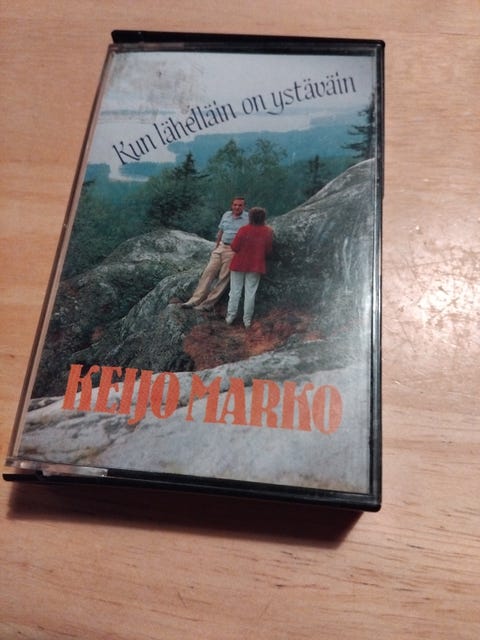 Kun lähelläin on ystäväin
KEIJO MARKO